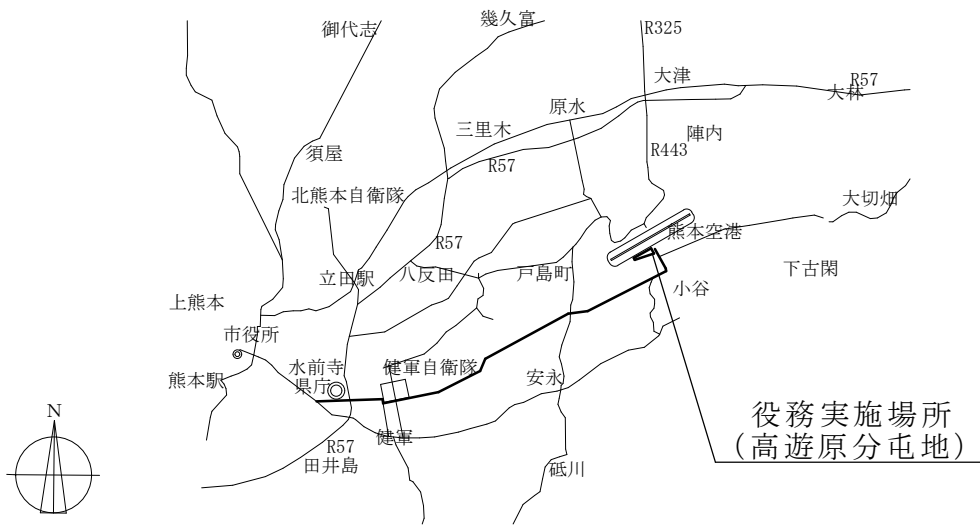 御代志
幾久富
R325
大津
R57
大林
原水
三里木
陣内
須屋
R57
R443
北熊本自衛隊
大切畑
R57
熊本空港
立田駅
八反田
戸島町
下古閑
小谷
上熊本
市役所
水前寺
県庁
健軍自衛隊
熊本駅
安永
N
役務実施場所
(高遊原分屯地)
健軍
R57
田井島
砥川